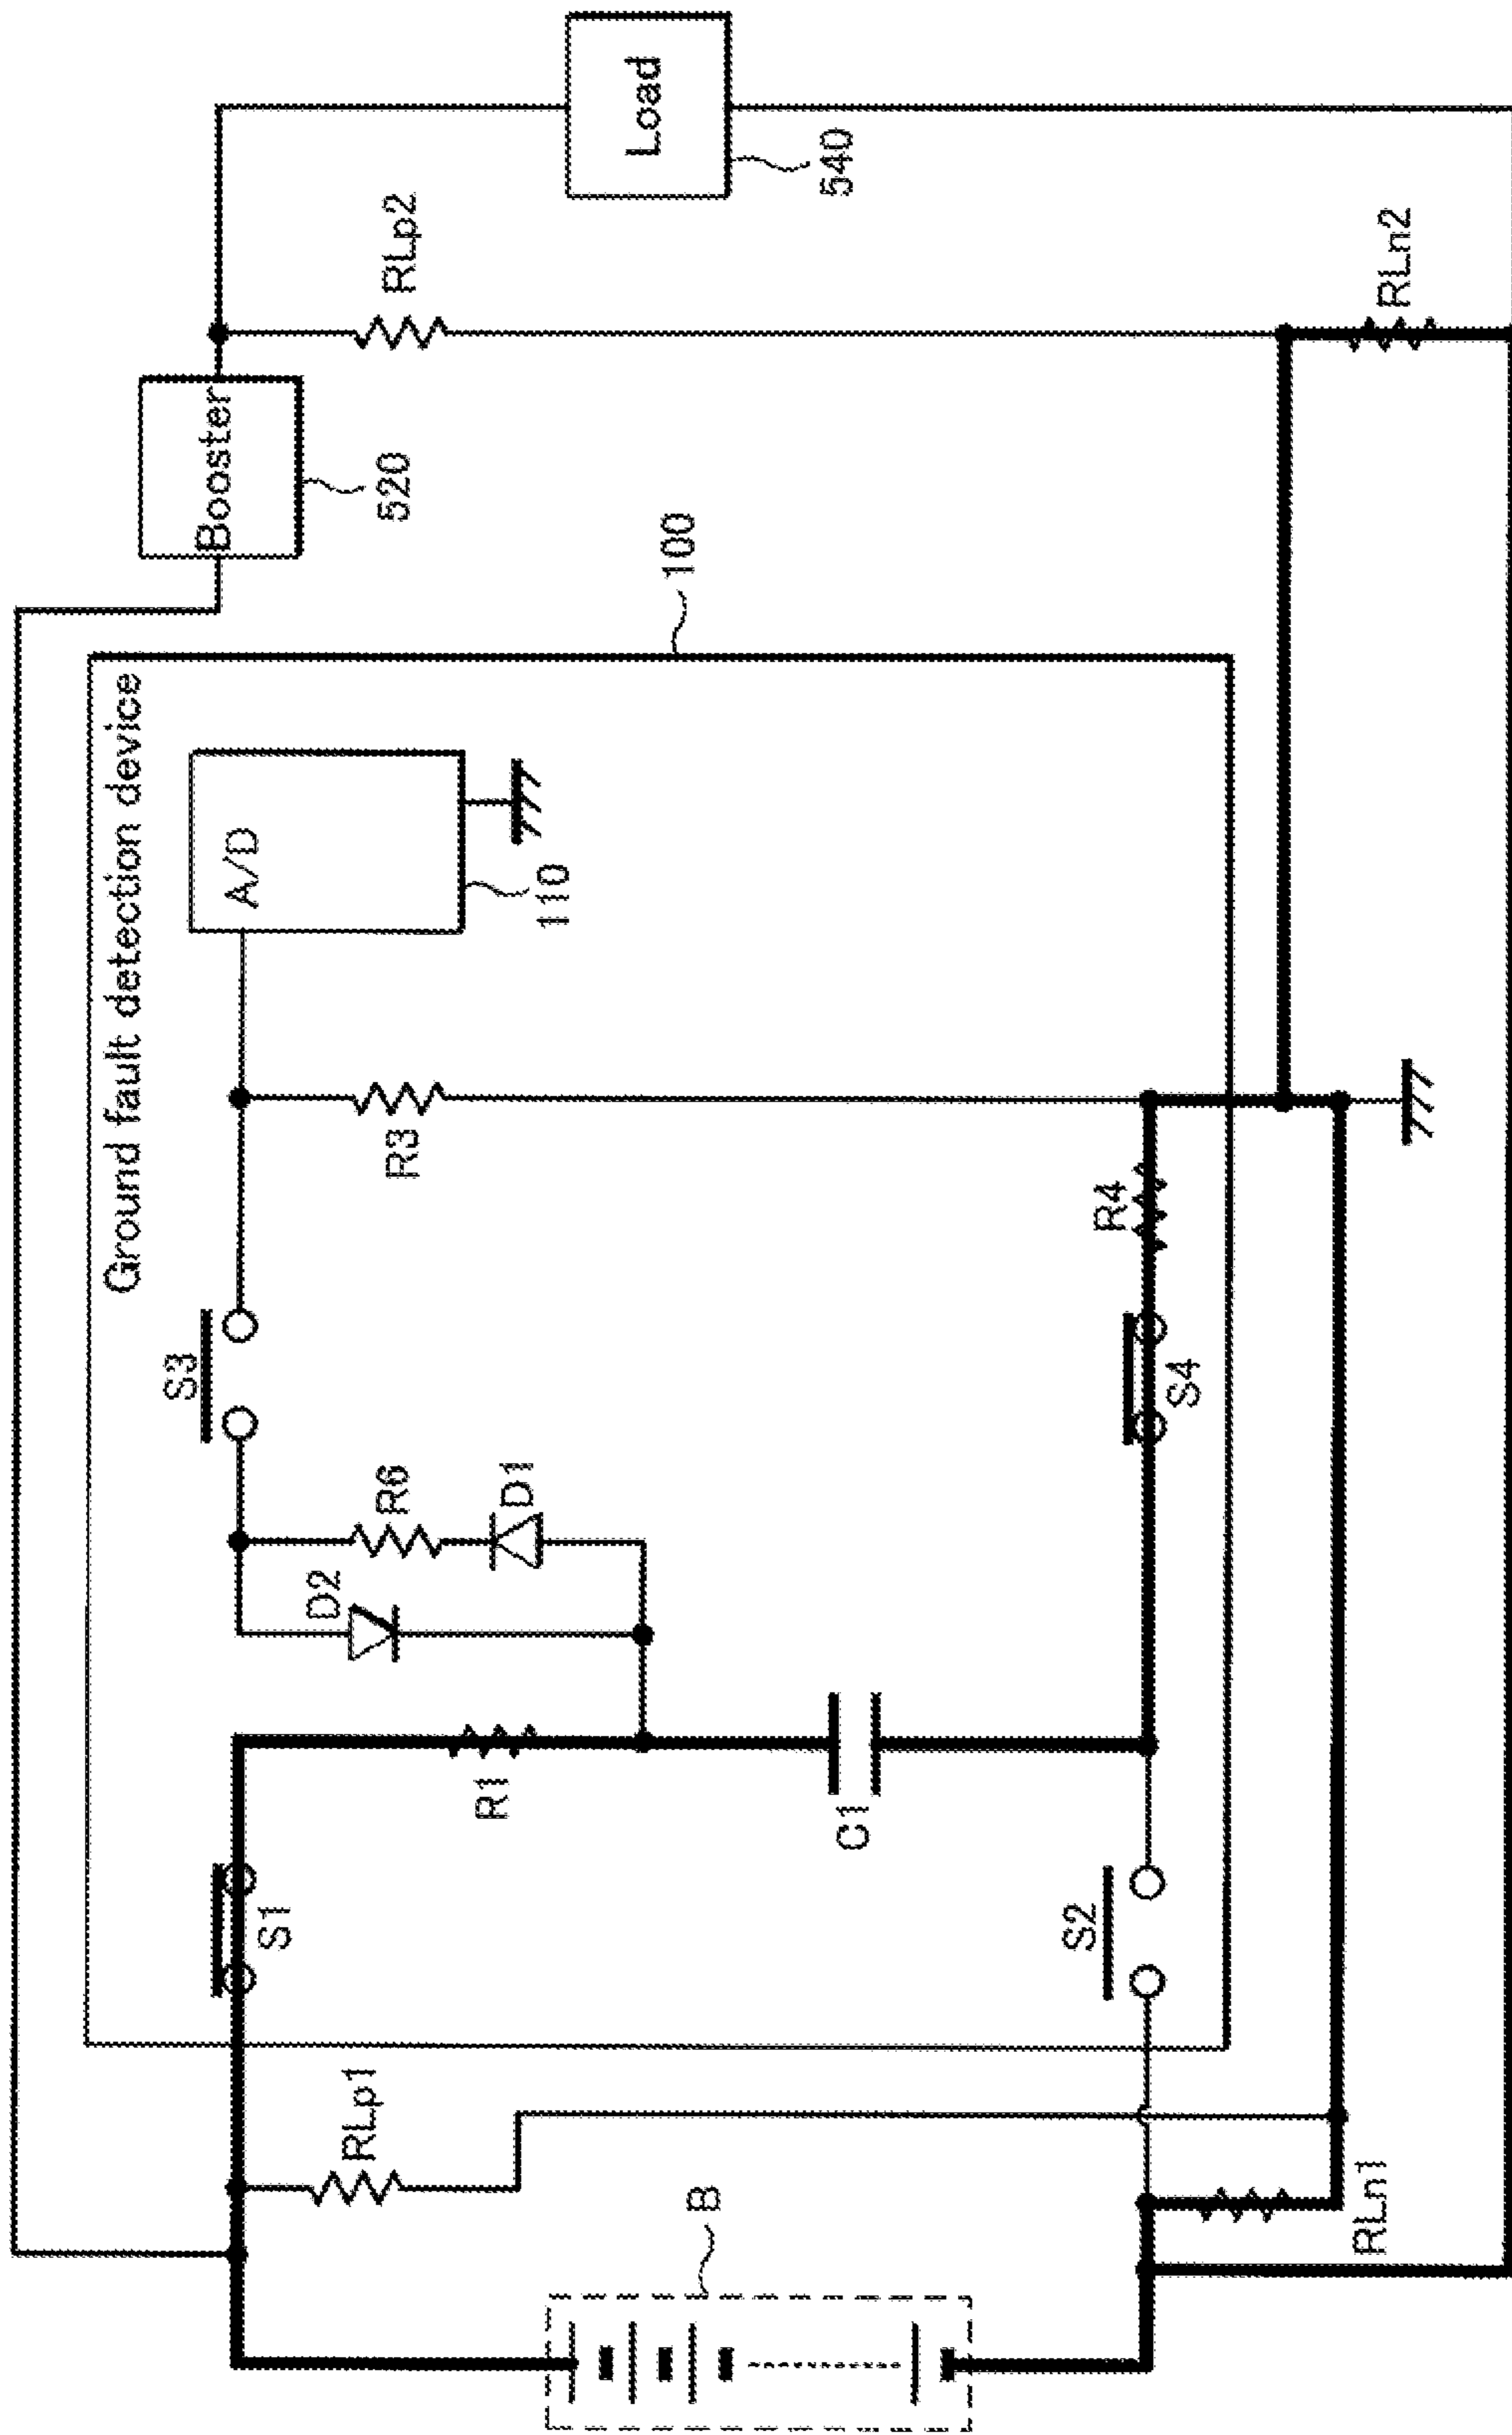 Ground fault detection device
100
Booster
520
Load
540
A/D
110
S3
D2
R6
D1
R3
S1
R1
C1
S2
S4
R4
RLp1
RLn1
B
RLp2
RLn2